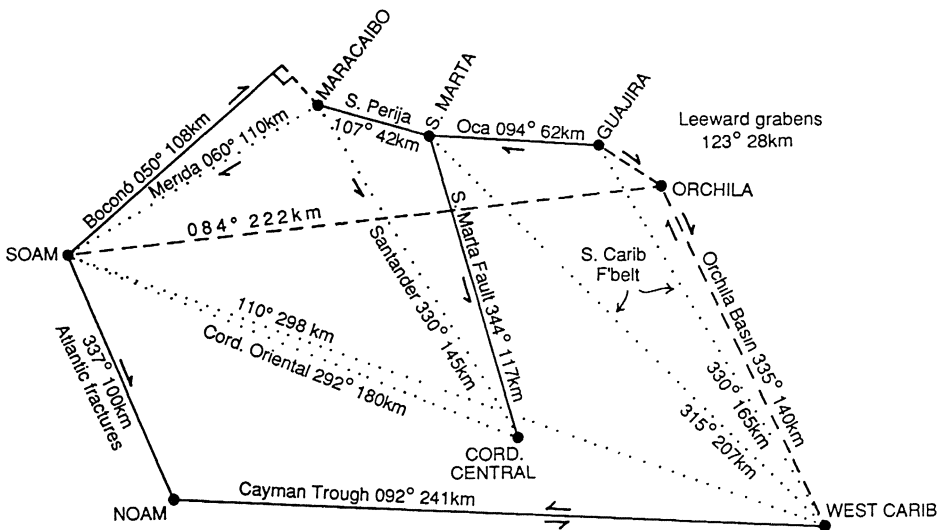 MARACAIBO
S. MARTA
GUAJIRA
S. Perija
107° 42km
Oca 094° 62km
Leeward grabens
123° 28km
Boconó 050° 108km
Merida 060° 110km
ORCHILA
084° 222km
SOAM
S. Carib
F'belt
Santander 330° 145km
S. Marta Fault 344° 117km
Orchila Basin 335° 140km
110° 298 km
Cord. Oriental 292° 180km
337° 100km
Atlantic fractures
330° 165km
315° 207km
CORD.
CENTRAL
Cayman Trough 092° 241km
NOAM
WEST CARIB